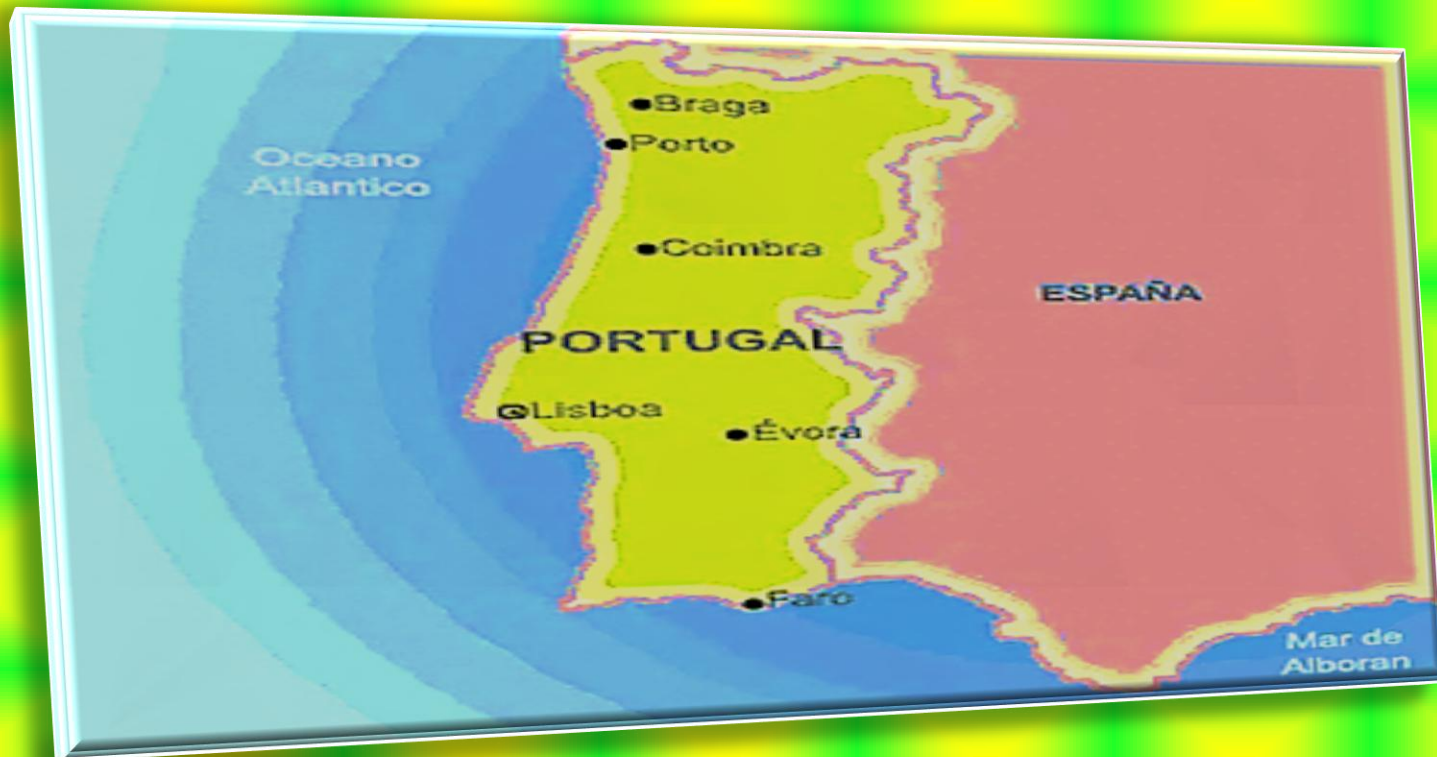 Braga
Porto
Oceano
Atlantico
Coimbra
ESPAÑA
PORTUGAL
Lisboa
Évora
Faro
Mar de
Alboran